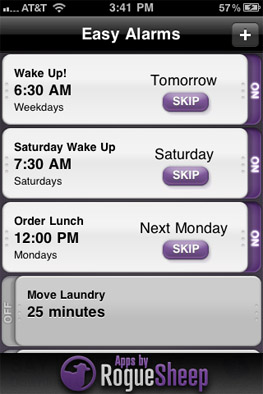 AT&T 3:41 PM 57%
Easy Alarms +
Wake Up!
6:30 AM
Weekdays
Tomorrow
SKIP
ON
Saturday Wake Up
7:30 AM
Saturdays
Saturday
SKIP
ON
Order Lunch
12:00 PM
Mondays
Next Monday
SKIP
ON
OFF
Move Laundry
25 minutes
Apps by
RogueSheep